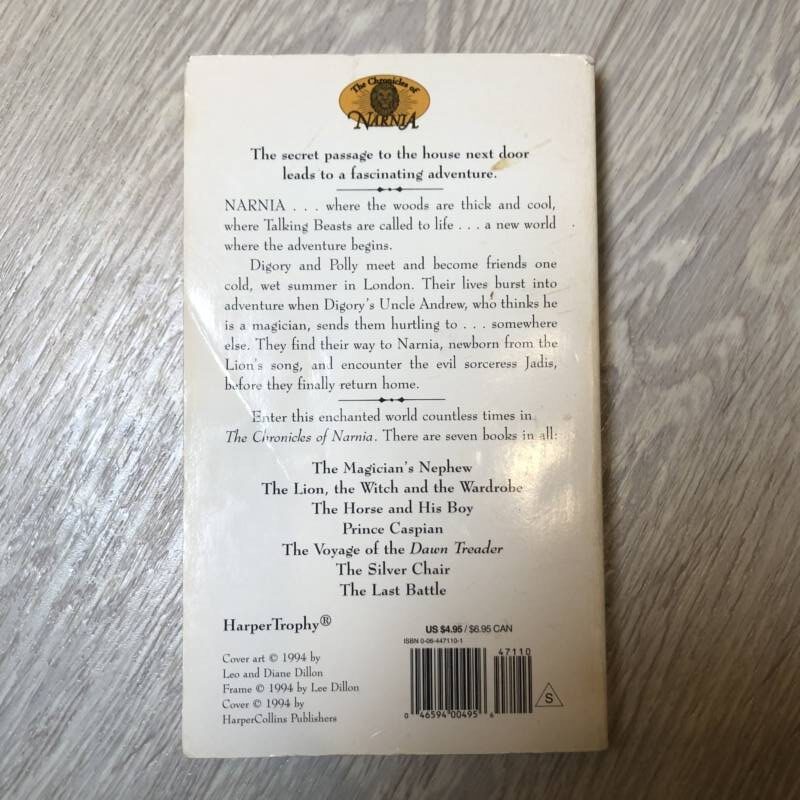 The Chronicles of
NARNIA
The secret passage to the house next door
leads to a fascinating adventure.
NARNIA . . . where the woods are thick and cool,
where Talking Beasts are called to life . . . a new world
where the adventure begins.
Digory and Polly meet and become friends one
cold, wet summer in London. Their lives burst into
adventure when Digory's Uncle Andrew, who thinks he
is a magician, sends them hurtling to . . . somewhere
else. They find their way to Narnia, newborn from the
Lion's song, and encounter the evil sorceress Jadis,
before they finally return home.
Enter this enchanted world countless times in
The Chronicles of Narnia. There are seven books in all:
The Magician's Nephew
The Lion, the Witch and the Wardrobe
The Horse and His Boy
Prince Caspian
The Voyage of the Dawn Treader
The Silver Chair
The Last Battle
HarperTrophy®
Cover art © 1994 by
Leo and Diane Dillon
Frame © 1994 by Lee Dillon
Cover © 1994 by
HarperCollins Publishers
US $4.95 / $6.95 CAN
ISBN 0-06-447110-1
47110
0 46594 00495 6
S